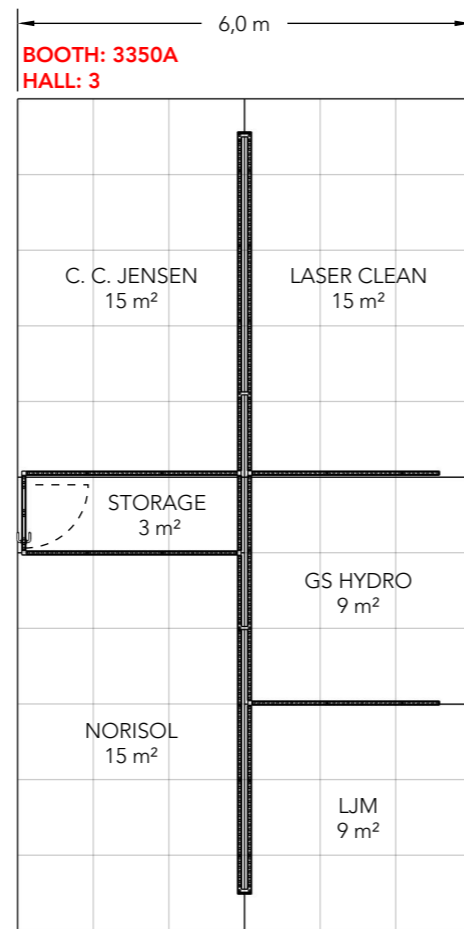 6,0 m
BOOTH: 3350A
HALL: 3
C. C. JENSEN
15 m²
LASER CLEAN
15 m²
STORAGE
3 m²
GS HYDRO
9 m²
NORISOL
15 m²
LJM
9 m²